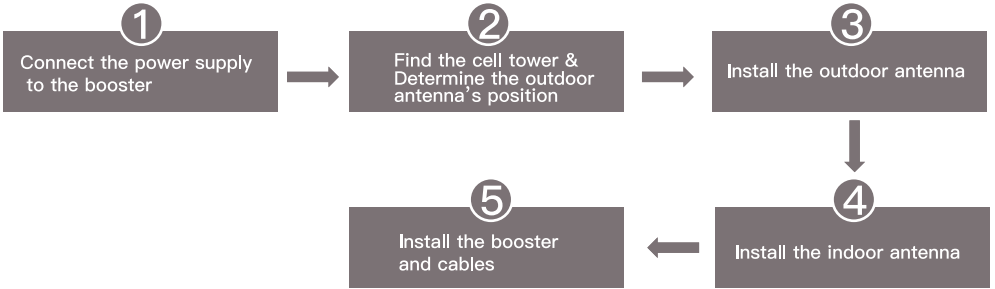 1
Connect the power supply
to the booster
2
Find the cell tower &
Determine the outdoor
antenna's position
3
Install the outdoor antenna
4
Install the indoor antenna
5
Install the booster
and cables